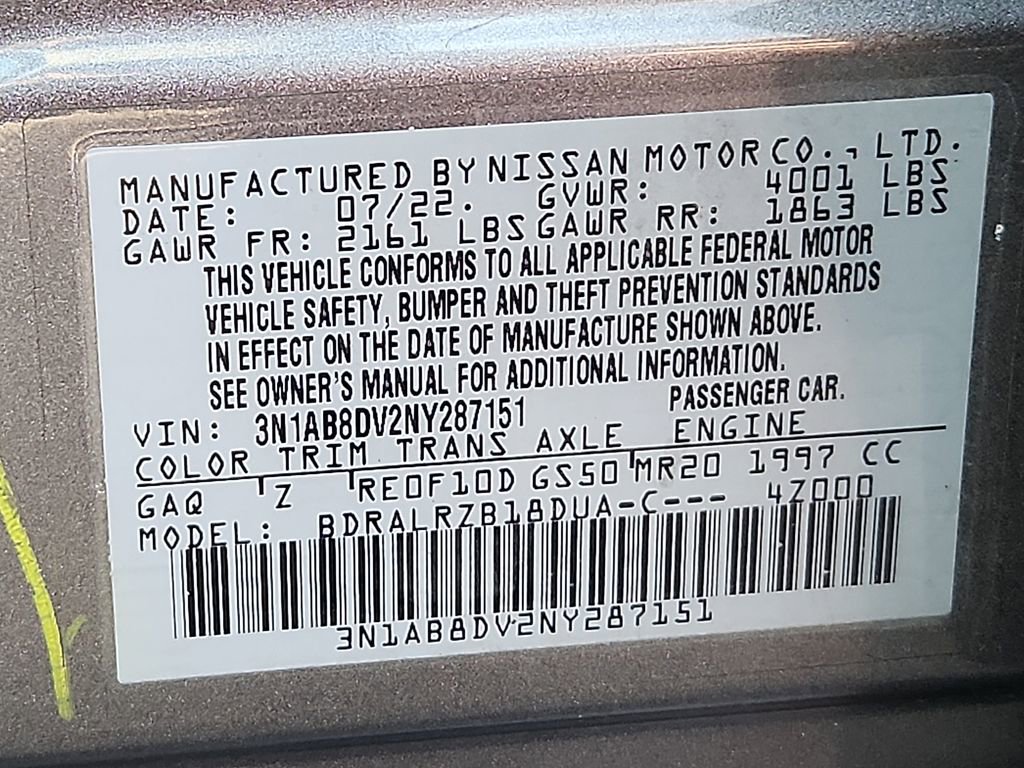 MANUFACTURED BY NISSAN MOTOR CO., LTD.
DATE: 07/22. GVWR: 4001 LBS
GAWR FR: 2161 LBS GAWR RR: 1863 LBS
THIS VEHICLE CONFORMS TO ALL APPLICABLE FEDERAL MOTOR
VEHICLE SAFETY, BUMPER AND THEFT PREVENTION STANDARDS
IN EFFECT ON THE DATE OF MANUFACTURE SHOWN ABOVE.
SEE OWNER'S MANUAL FOR ADDITIONAL INFORMATION.
VIN: 3N1AB8DV2NY287151 PASSENGER CAR.
COLOR TRIM TRANS AXLE ENGINE
GAQ Z RE0F10D GS50 MR20 1997 CC
MODEL: BDRALRZB18DUA-C--- 4Z000
3N1AB8DV2NY287151